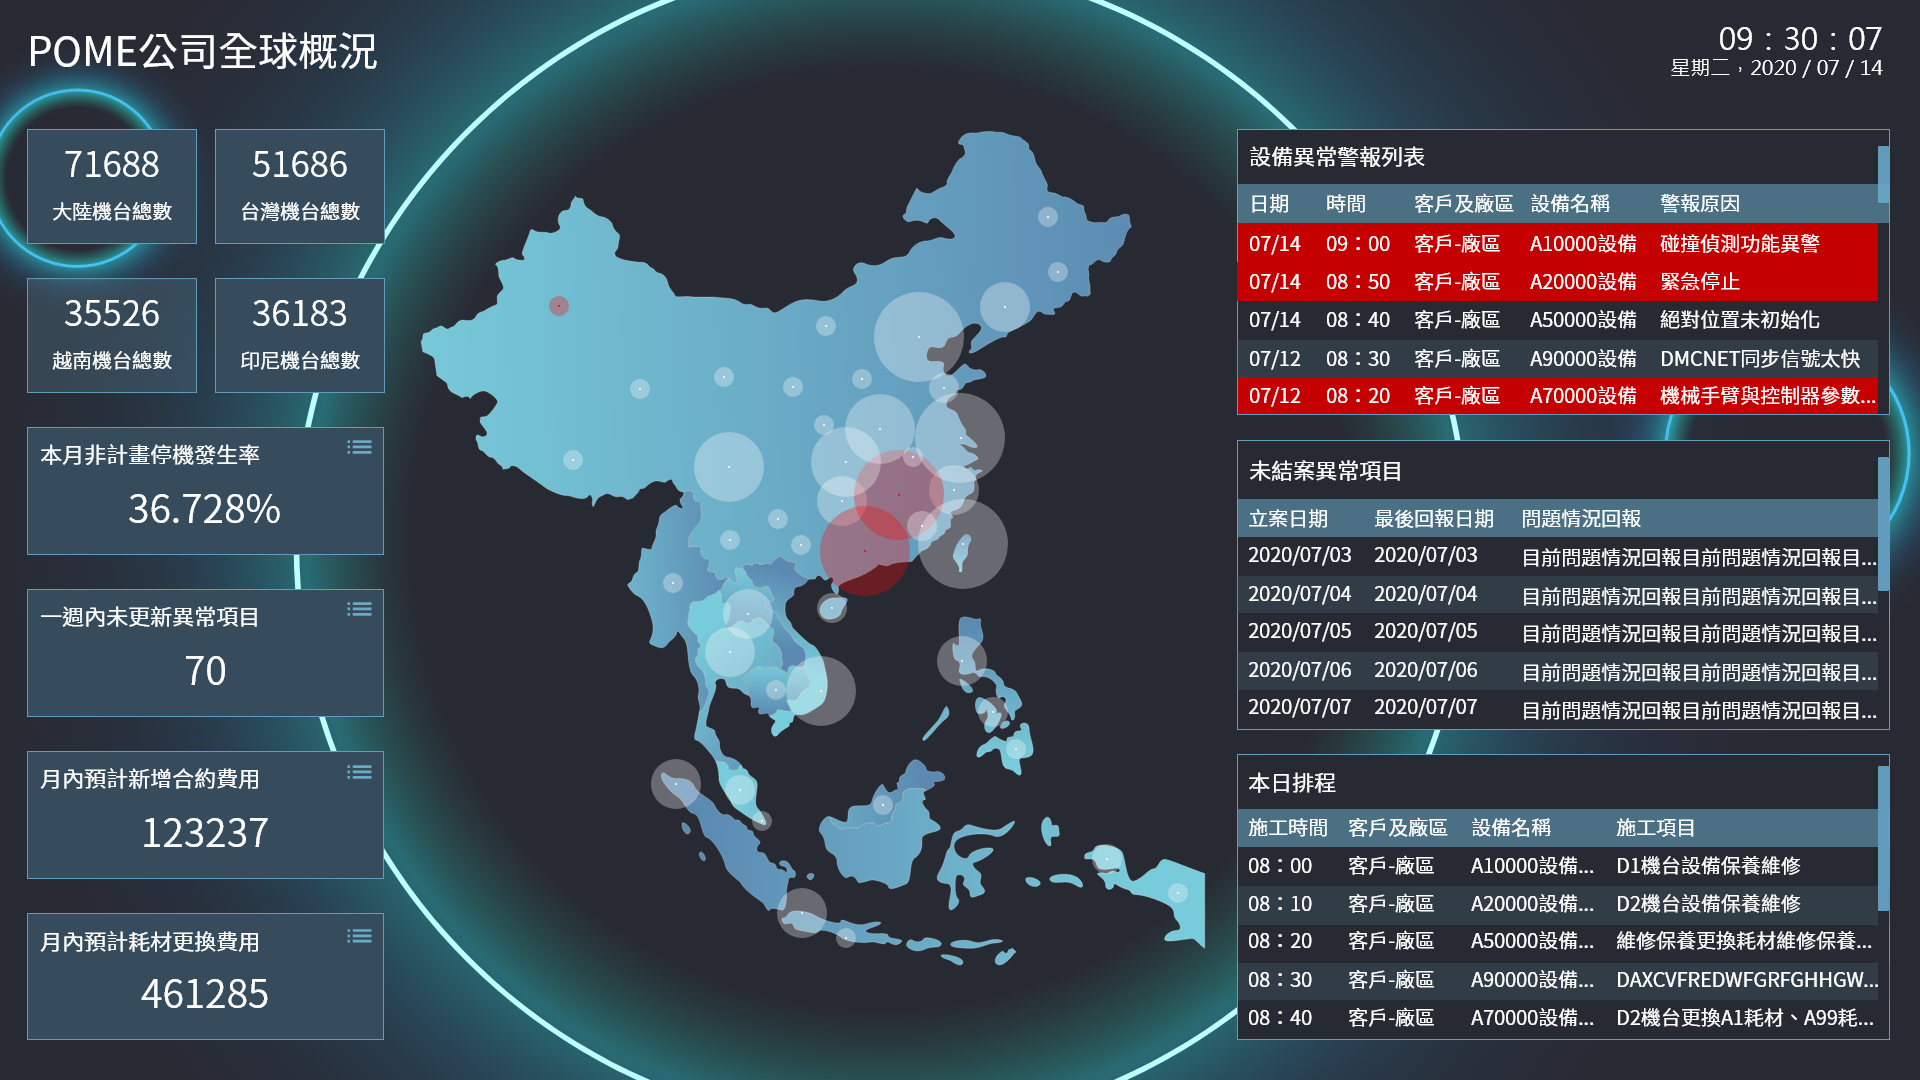 POME公司全球概況
09：30：07
星期二，2020 / 07 / 14
71688
大陸機台總數
51686
台灣機台總數
35526
越南機台總數
36183
印尼機台總數
本月非計畫停機發生率
36.728%
一週內未更新異常項目
70
月內預計新增合約費用
123237
月內預計耗材更換費用
461285
設備異常警報列表
日期 時間 客戶及廠區 設備名稱 警報原因
07/14 09：00 客戶-廠區 A10000設備 碰撞偵測功能異警
07/14 08：50 客戶-廠區 A20000設備 緊急停止
07/14 08：40 客戶-廠區 A50000設備 絕對位置未初始化
07/12 08：30 客戶-廠區 A90000設備 DMCNET同步信號太快
07/12 08：20 客戶-廠區 A70000設備 機械手臂與控制器參數...
未結案異常項目
立案日期 最後回報日期 問題情況回報
2020/07/03 2020/07/03 目前問題情況回報目前問題情況回報目...
2020/07/04 2020/07/04 目前問題情況回報目前問題情況回報目...
2020/07/05 2020/07/05 目前問題情況回報目前問題情況回報目...
2020/07/06 2020/07/06 目前問題情況回報目前問題情況回報目...
2020/07/07 2020/07/07 目前問題情況回報目前問題情況回報目...
本日排程
施工時間 客戶及廠區 設備名稱 施工項目
08：00 客戶-廠區 A10000設備... D1機台設備保養維修
08：10 客戶-廠區 A20000設備... D2機台設備保養維修
08：20 客戶-廠區 A50000設備... 維修保養更換耗材維修保養...
08：30 客戶-廠區 A90000設備... DAXCVFREDWFGRFGHHGW...
08：40 客戶-廠區 A70000設備... D2機台更換A1耗材、A99耗...